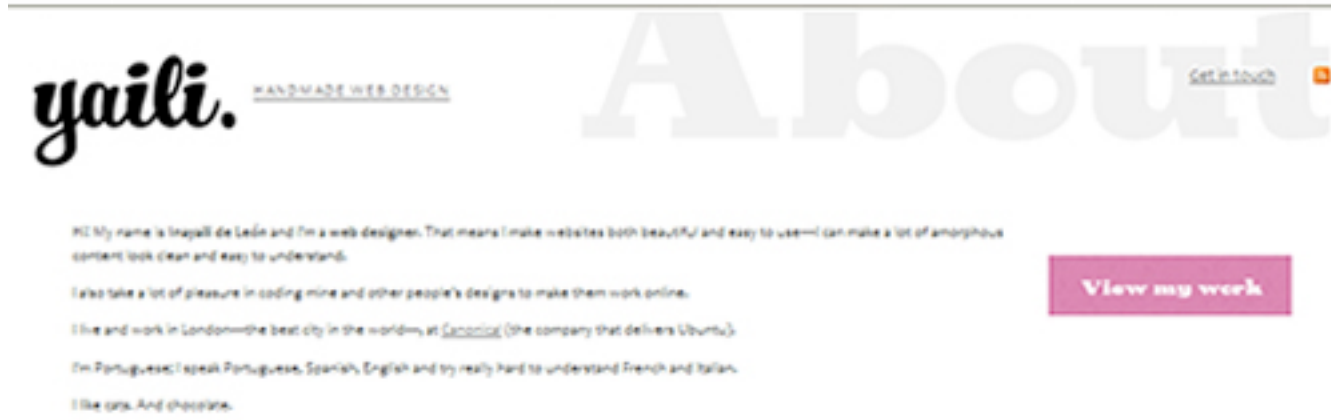 About
yaili.
HANDMADE WEB DESIGN
Get in touch
Hi! My name is Inayaili de León and I'm a web designer. That means I make websites both beautiful and easy to use—I can make a lot of amorphous
content look clean and easy to understand.
I also take a lot of pleasure in coding mine and other people's designs to make them work online.
I live and work in London—the best city in the world—, at Canonical (the company that delivers Ubuntu).
I'm Portuguese; I speak Portuguese, Spanish, English and try really hard to understand French and Italian.
I like cats. And chocolate.
View my work